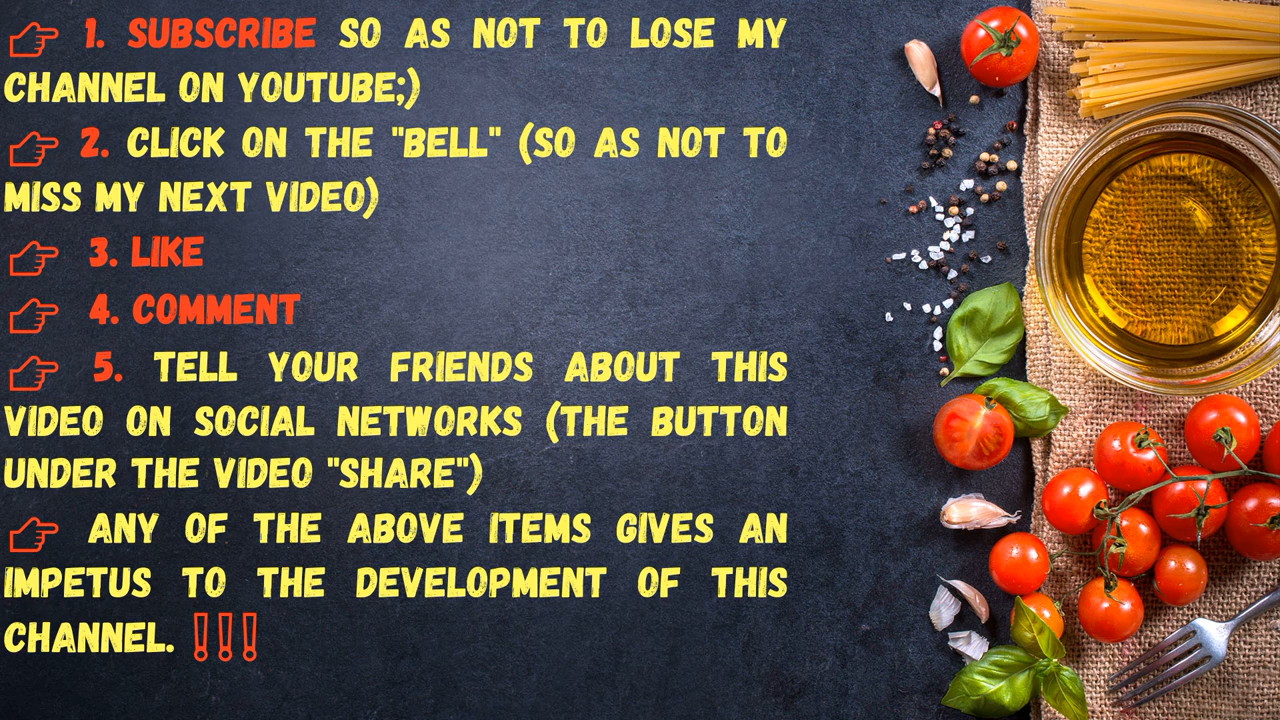 👉 1. SUBSCRIBE SO AS NOT TO LOSE MY
CHANNEL ON YOUTUBE;)
👉 2. CLICK ON THE "BELL" (SO AS NOT TO
MISS MY NEXT VIDEO)
👉 3. LIKE
👉 4. COMMENT
👉 5. TELL YOUR FRIENDS ABOUT THIS
VIDEO ON SOCIAL NETWORKS (THE BUTTON
UNDER THE VIDEO "SHARE")
👉 ANY OF THE ABOVE ITEMS GIVES AN
IMPETUS TO THE DEVELOPMENT OF THIS
CHANNEL. ❗❗❗